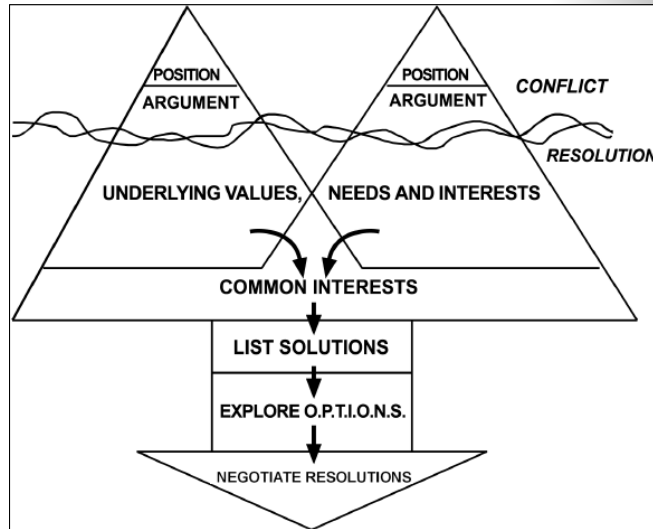 POSITION
ARGUMENT
POSITION
ARGUMENT
CONFLICT
RESOLUTION
UNDERLYING VALUES, NEEDS AND INTERESTS
COMMON INTERESTS
LIST SOLUTIONS
EXPLORE O.P.T.I.O.N.S.
NEGOTIATE RESOLUTIONS